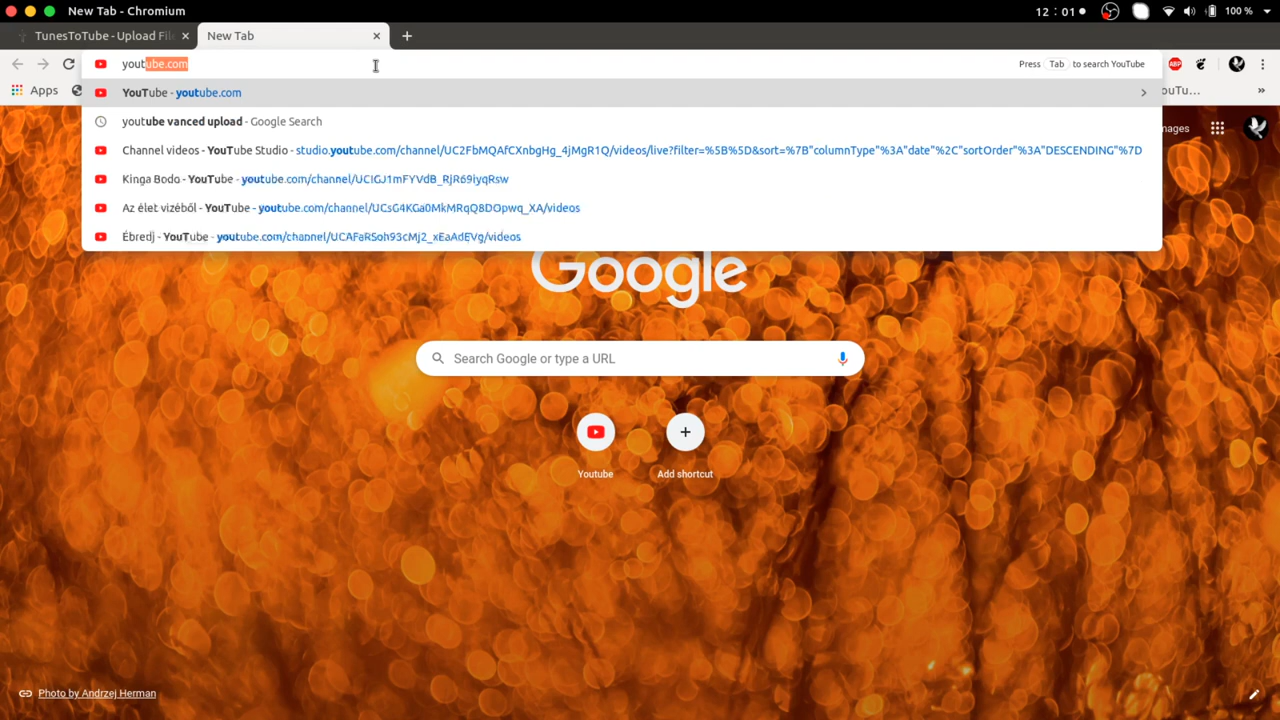 New Tab - Chromium
12 : 01 100 %
TunesToTube - Upload Fil
New Tab
youtube.com Press Tab to search YouTube
Apps
YouTube - youtube.com
youtube vanced upload - Google Search
Channel videos - YouTube Studio - studio.youtube.com/channel/UC2FbMQAfCXnbgHg_4jMgR1Q/videos/live?filter=%5B%5D&sort=%7B"columnType"%3A"date"%2C"sortOrder"%3A"DESCENDING"%7D
Kinga Bodo - YouTube - youtube.com/channel/UCIGJ1mFYVdB_RjR69iyqRsw
Az élet vizéből - YouTube - youtube.com/channel/UCsG4KGa0MkMRqQ8DOpwq_XA/videos
Ébredj - YouTube - youtube.com/channel/UCAFaRSoh93cMj2_xEaAdEVg/videos
ouTu...
ABP
mages
Google
Search Google or type a URL
Youtube
Add shortcut
Photo by Andrzej Herman